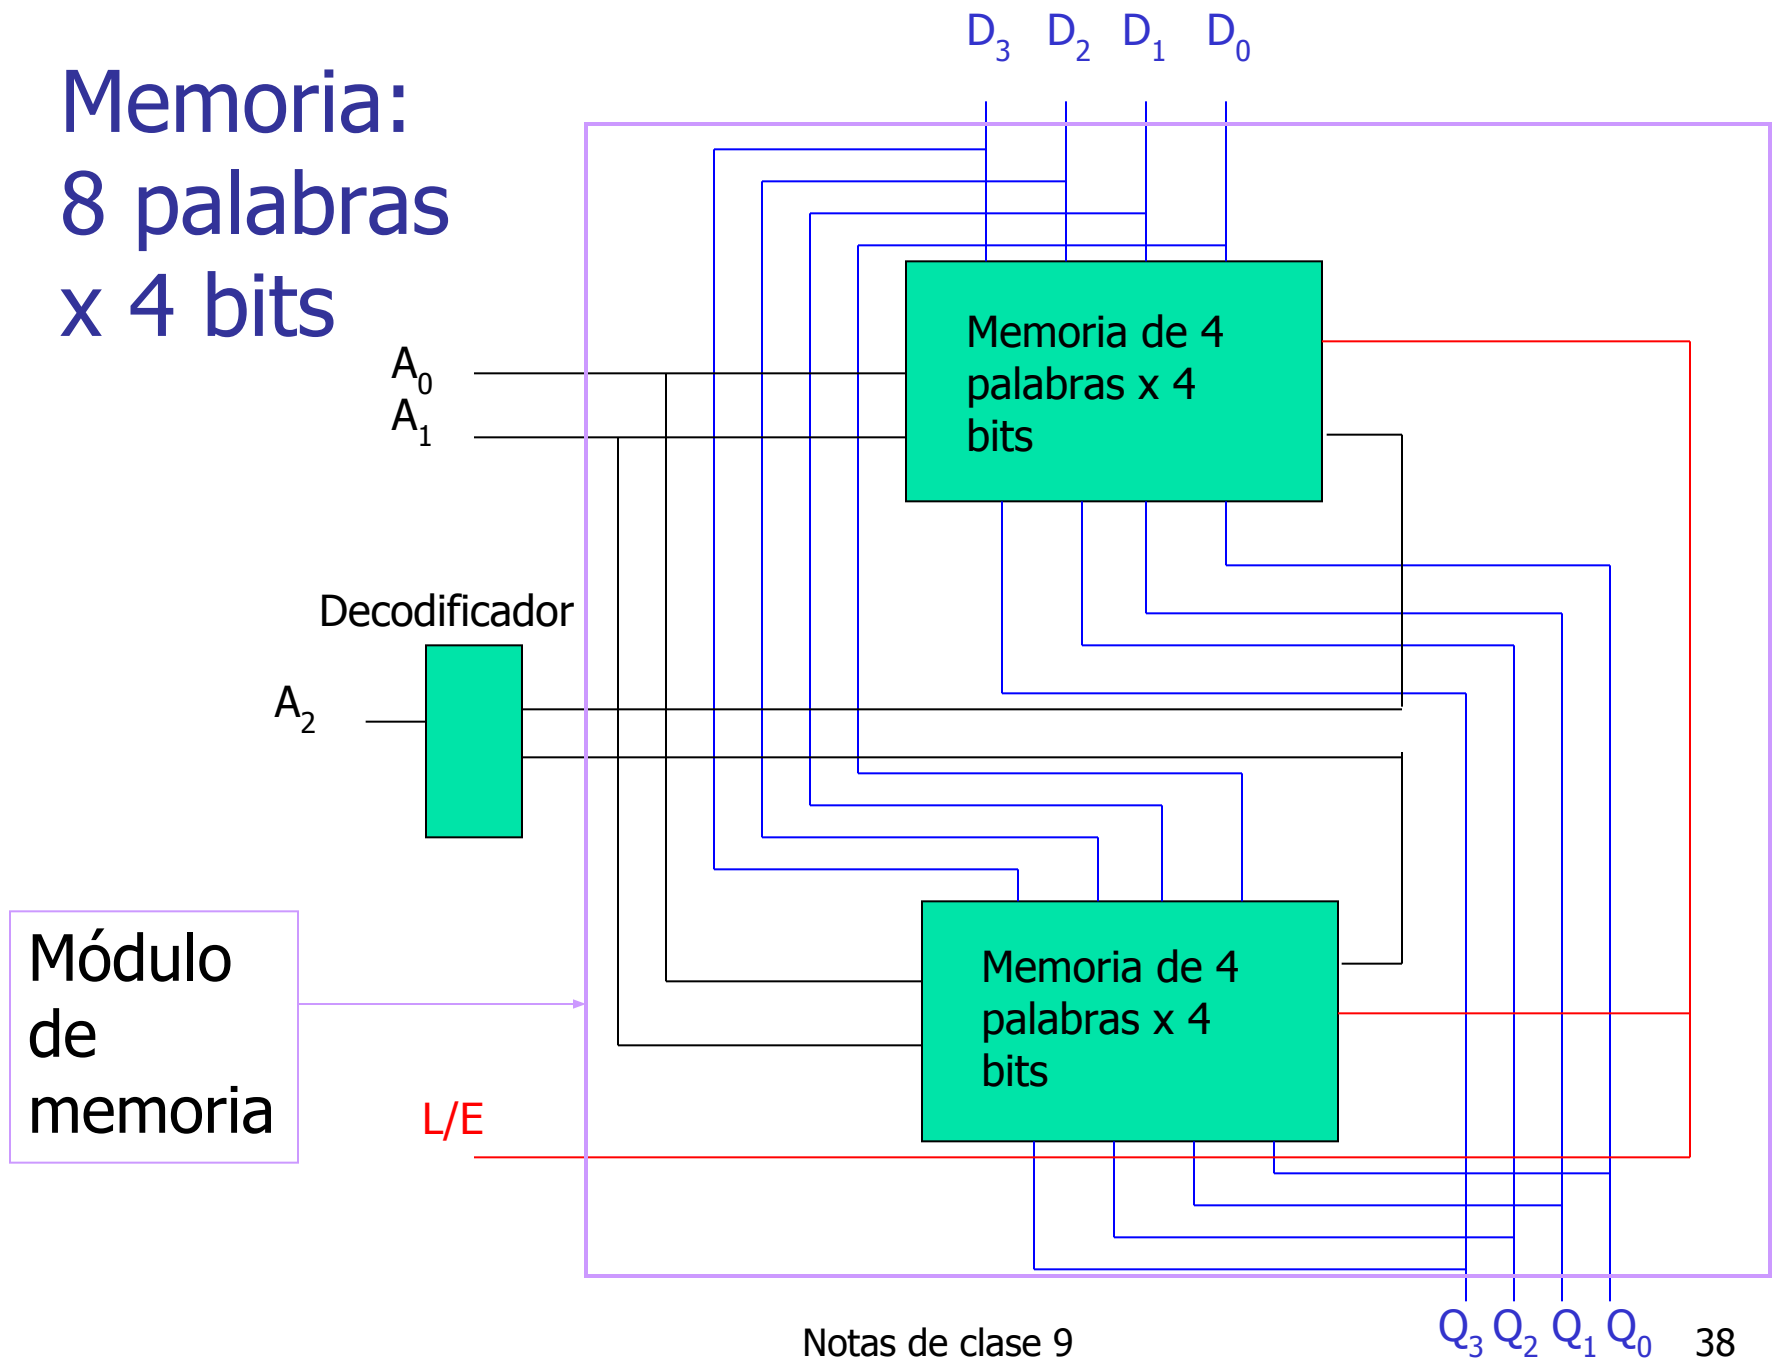 Memoria:
8 palabras
x 4 bits
D3 D2 D1 D0
Memoria de 4
palabras x 4
bits
A0
A1
Decodificador
A2
Módulo
de
memoria
Memoria de 4
palabras x 4
bits
L/E
Q3 Q2 Q1 Q0
Notas de clase 9
38